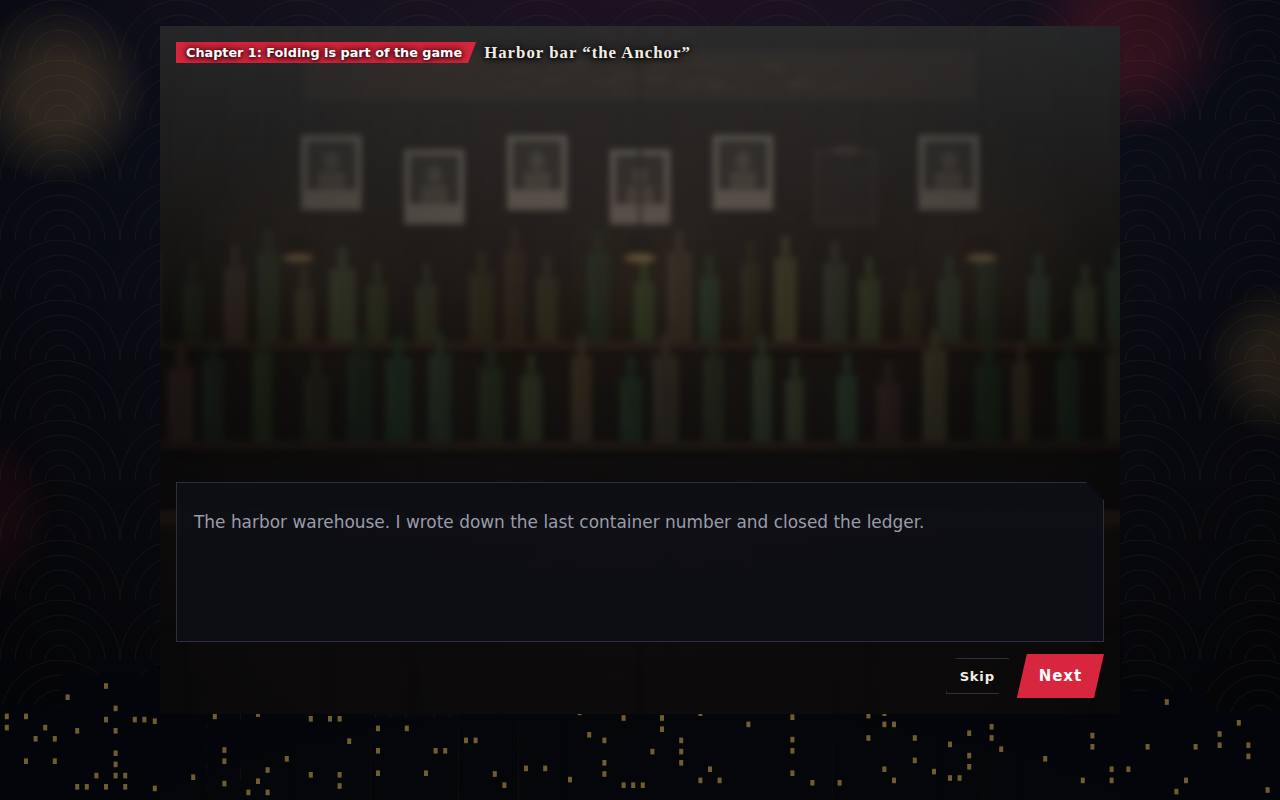 Chapter 1: Folding is part of the game
Harbor bar “the Anchor”
The harbor warehouse. I wrote down the last container number and closed the ledger.
Skip
Next